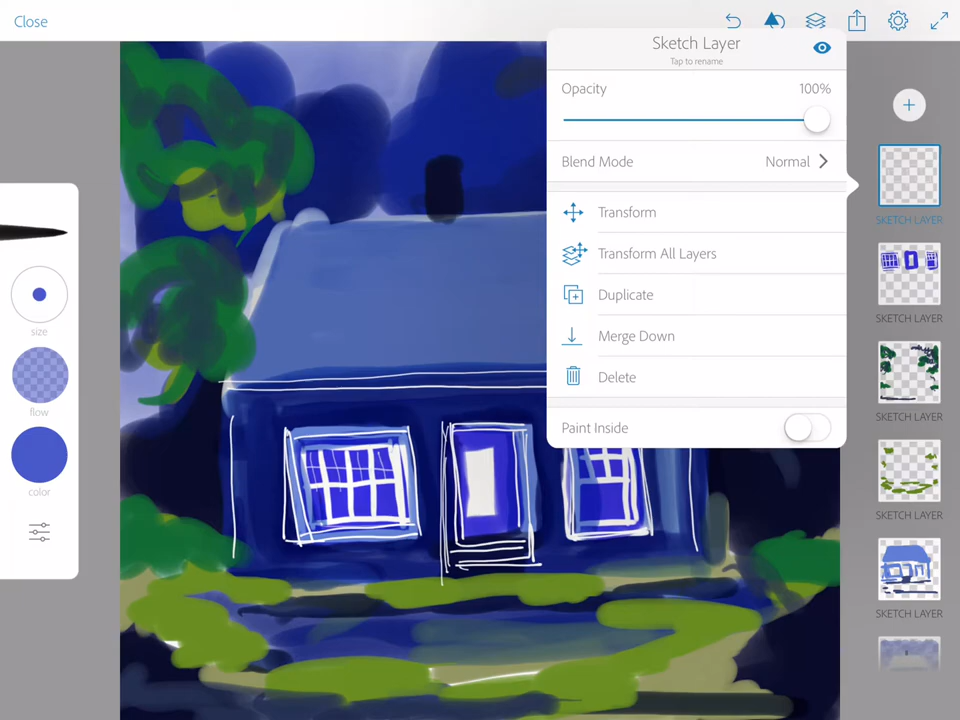 Close
Sketch Layer
Tap to rename
Opacity 100%
Blend Mode Normal
Transform
Transform All Layers
Duplicate
Merge Down
Delete
Paint Inside
size
flow
color
SKETCH LAYER
SKETCH LAYER
SKETCH LAYER
SKETCH LAYER
SKETCH LAYER